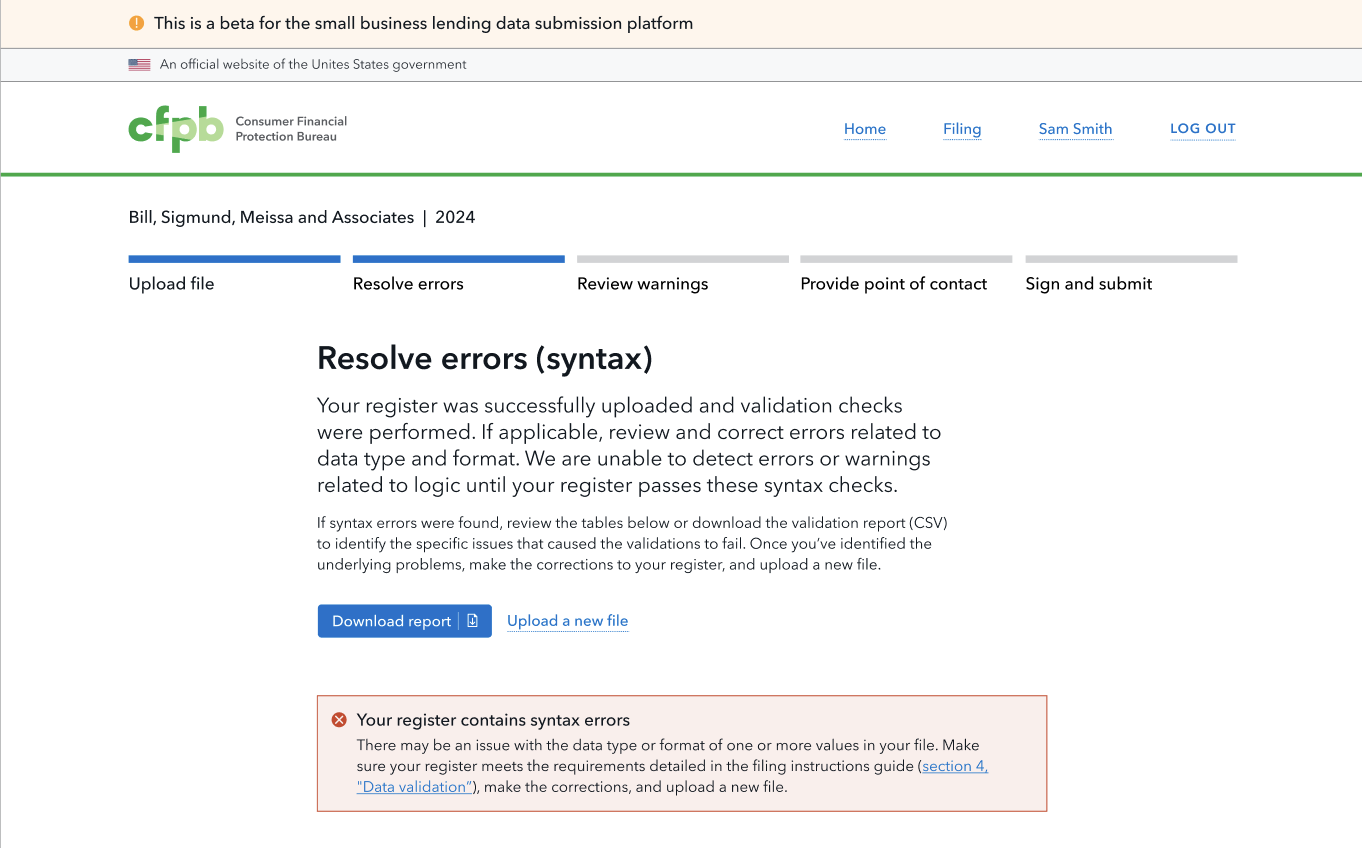 This is a beta for the small business lending data submission platform
An official website of the Unites States government
cfpb Consumer Financial
Protection Bureau
Home Filing Sam Smith LOG OUT
Bill, Sigmund, Meissa and Associates | 2024
Upload file Resolve errors Review warnings Provide point of contact Sign and submit
Resolve errors (syntax)
Your register was successfully uploaded and validation checks
were performed. If applicable, review and correct errors related to
data type and format. We are unable to detect errors or warnings
related to logic until your register passes these syntax checks.
If syntax errors were found, review the tables below or download the validation report (CSV)
to identify the specific issues that caused the validations to fail. Once you’ve identified the
underlying problems, make the corrections to your register, and upload a new file.
Download report Upload a new file
Your register contains syntax errors
There may be an issue with the data type or format of one or more values in your file. Make
sure your register meets the requirements detailed in the filing instructions guide (section 4,
"Data validation”), make the corrections, and upload a new file.